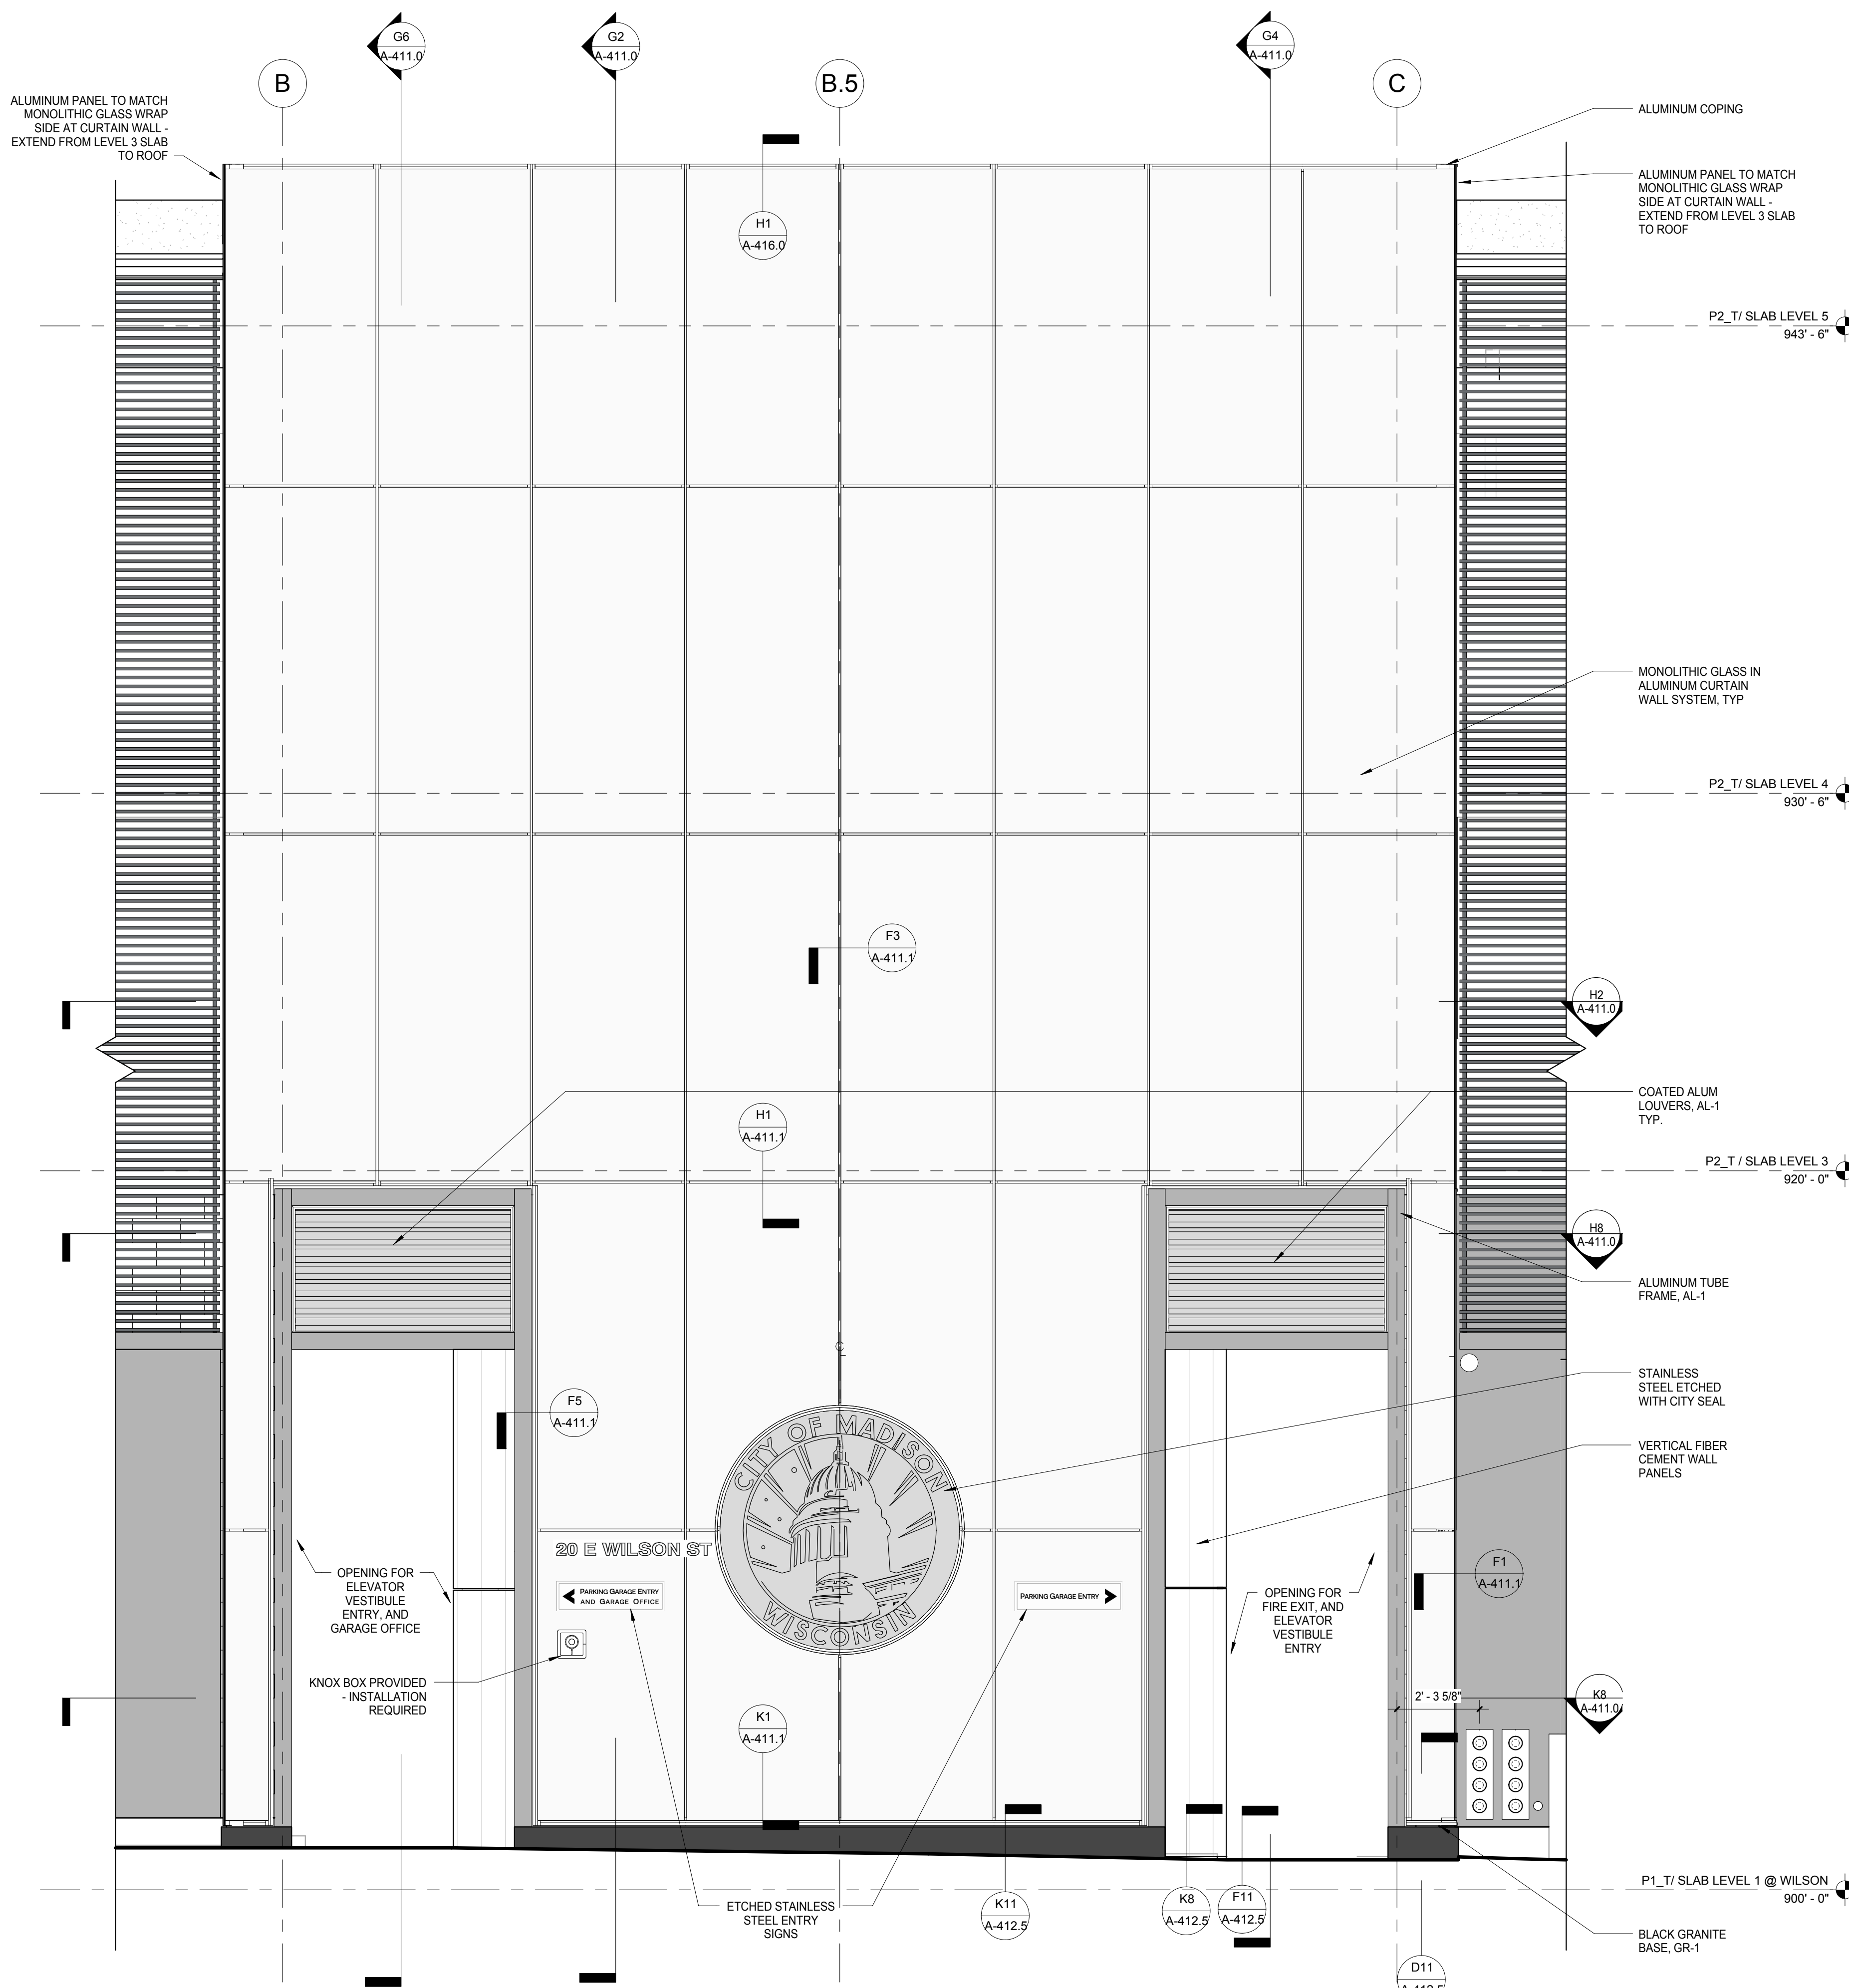 G6
A-411.0
G2
A-411.0
G4
A-411.0
B
B.5
C
ALUMINUM PANEL TO MATCH
MONOLITHIC GLASS WRAP
SIDE AT CURTAIN WALL -
EXTEND FROM LEVEL 3 SLAB
TO ROOF
ALUMINUM COPING
ALUMINUM PANEL TO MATCH
MONOLITHIC GLASS WRAP
SIDE AT CURTAIN WALL -
EXTEND FROM LEVEL 3 SLAB
TO ROOF
H1
A-416.0
P2_T/ SLAB LEVEL 5
943' - 6"
MONOLITHIC GLASS IN
ALUMINUM CURTAIN
WALL SYSTEM, TYP
P2_T/ SLAB LEVEL 4
930' - 6"
F3
A-411.1
H2
A-411.0
COATED ALUM
LOUVERS, AL-1
TYP.
H1
A-411.1
P2_T / SLAB LEVEL 3
920' - 0"
H8
A-411.0
ALUMINUM TUBE
FRAME, AL-1
STAINLESS
STEEL ETCHED
WITH CITY SEAL
F5
A-411.1
CITY OF MADISON
WISCONSIN
VERTICAL FIBER
CEMENT WALL
PANELS
20 E WILSON ST
F1
A-411.1
OPENING FOR
ELEVATOR
VESTIBULE
ENTRY, AND
GARAGE OFFICE
PARKING GARAGE ENTRY
AND GARAGE OFFICE
PARKING GARAGE ENTRY
OPENING FOR
FIRE EXIT, AND
ELEVATOR
VESTIBULE
ENTRY
KNOX BOX PROVIDED
- INSTALLATION
REQUIRED
2' - 3 5/8"
K8
A-411.0
K1
A-411.1
P1_T/ SLAB LEVEL 1 @ WILSON
900' - 0"
ETCHED STAINLESS
STEEL ENTRY
SIGNS
K11
A-412.5
K8
A-412.5
F11
A-412.5
BLACK GRANITE
BASE, GR-1
D11